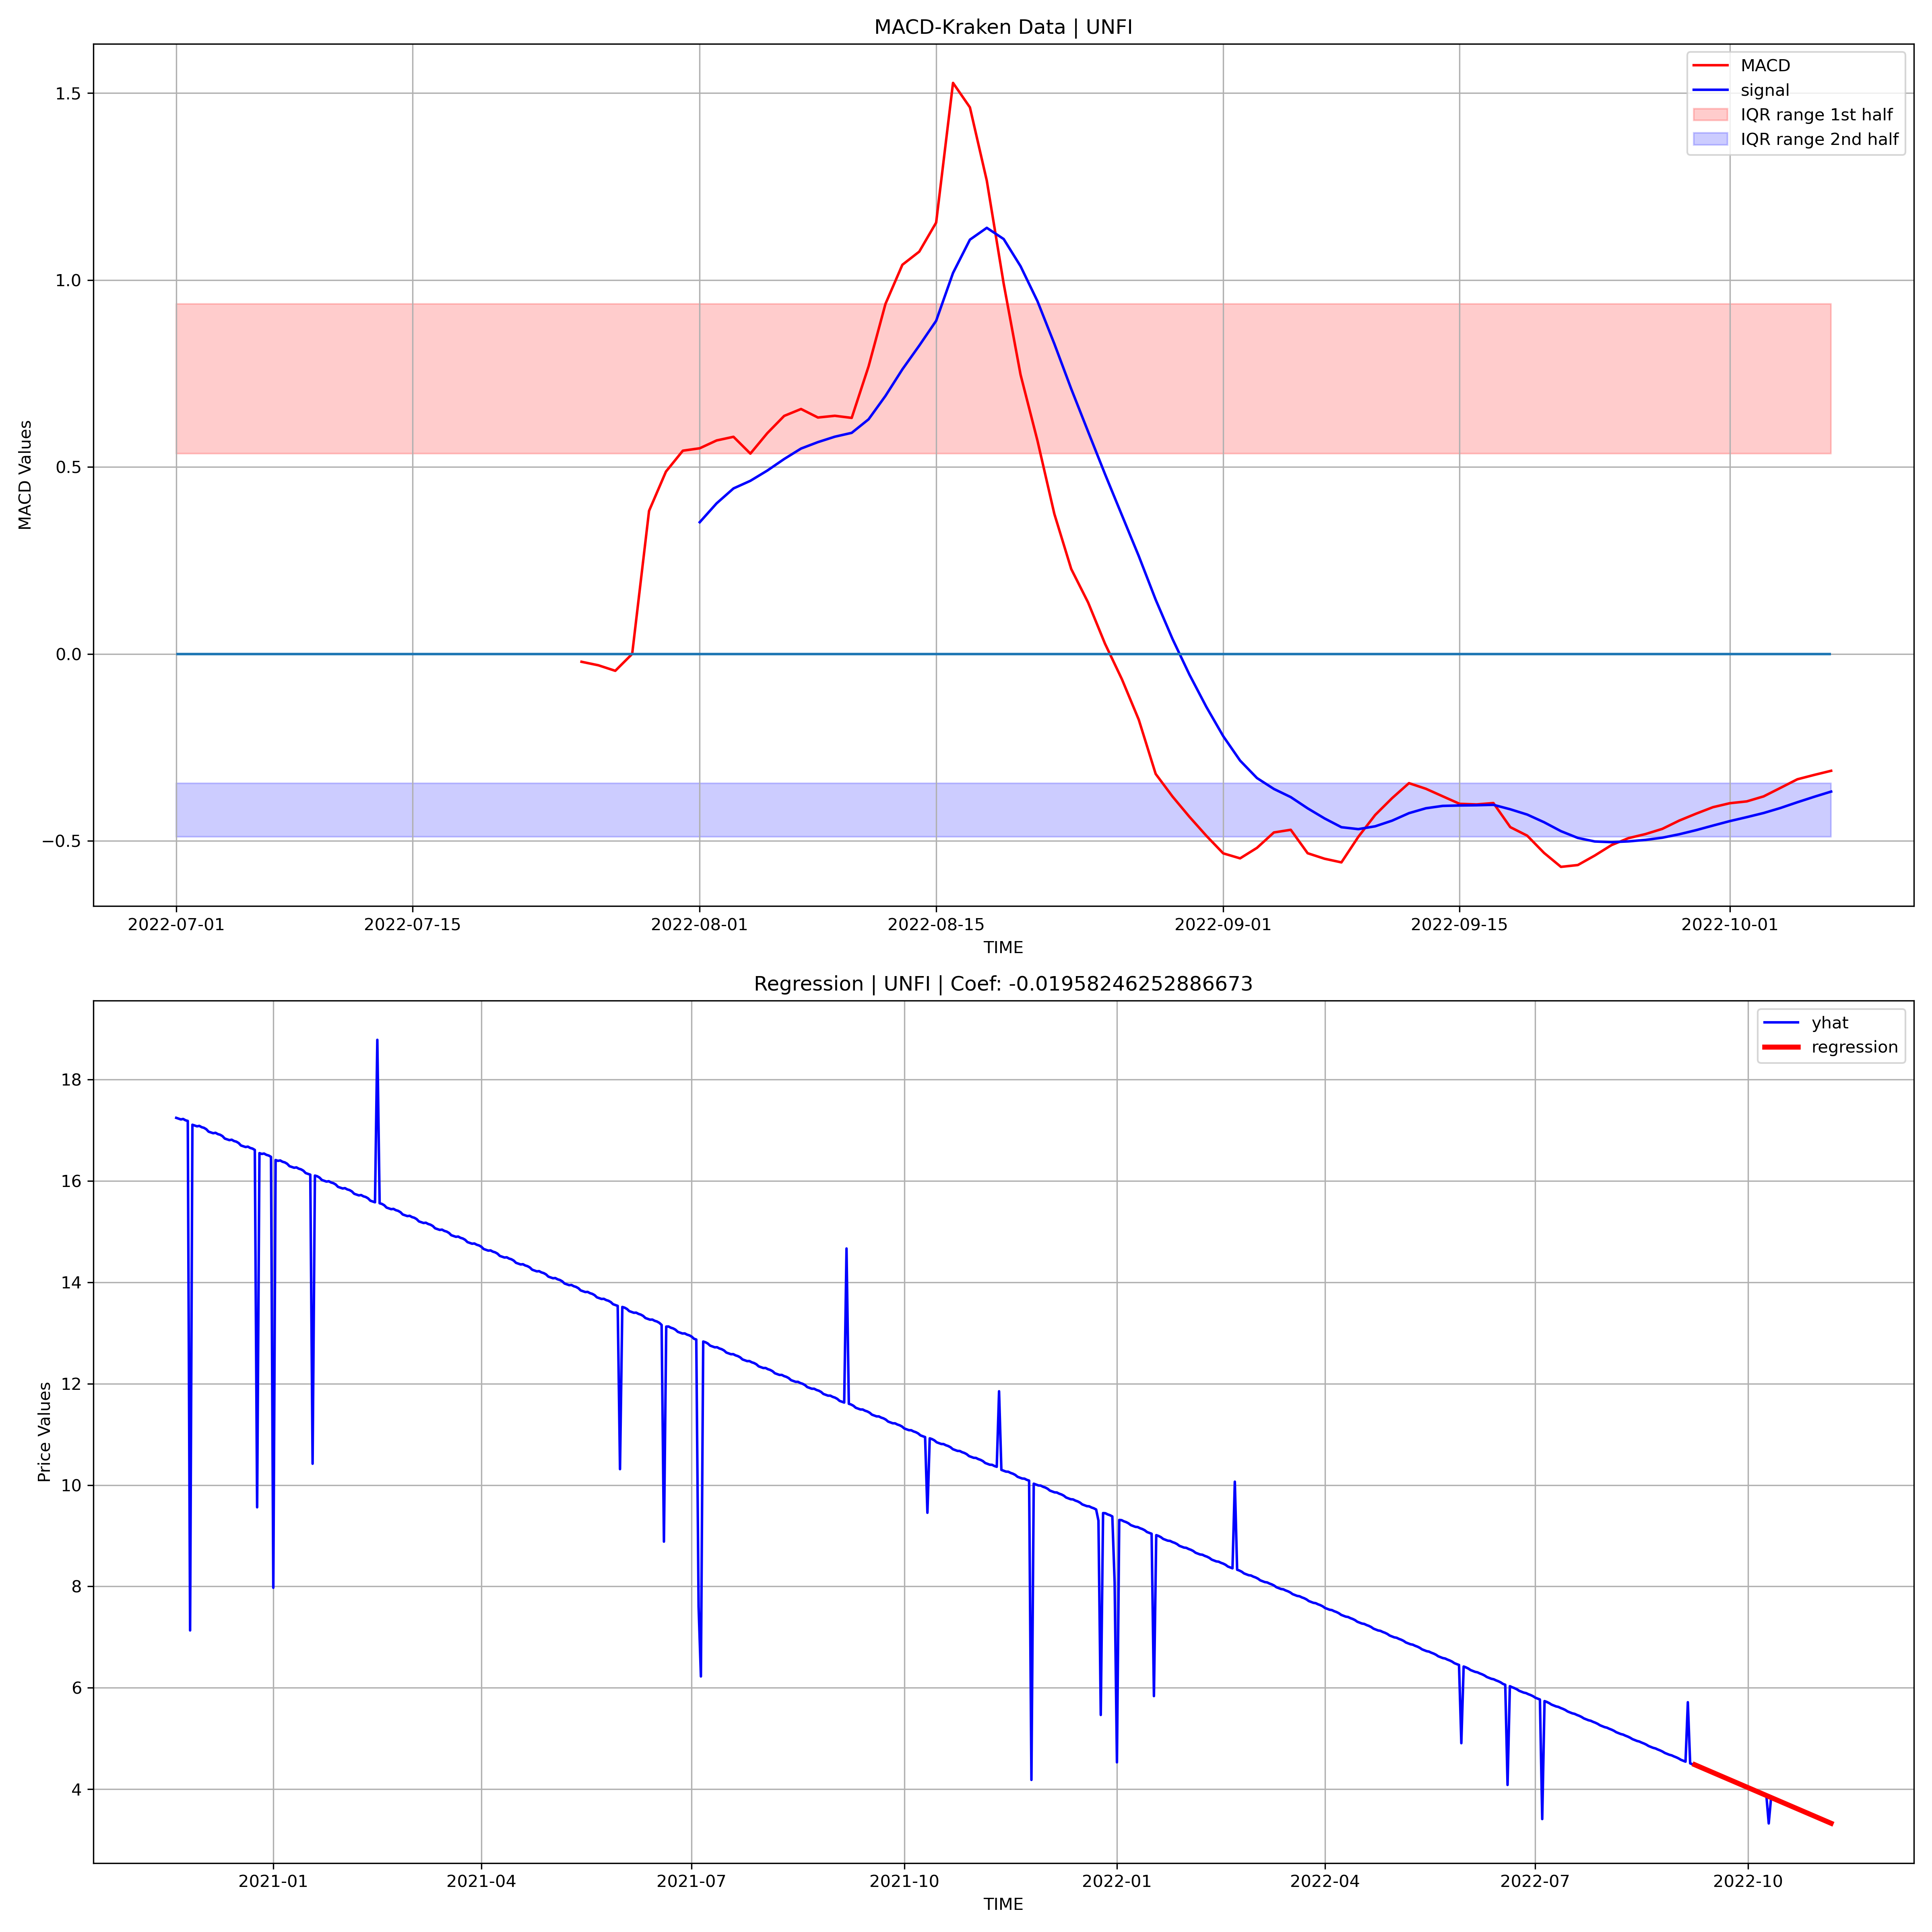 MACD-Kraken Data | UNFI
MACD
signal
IQR range 1st half
IQR range 2nd half
MACD Values
1.5
1.0
0.5
0.0
−0.5
2022-07-01
2022-07-15
2022-08-01
2022-08-15
2022-09-01
2022-09-15
2022-10-01
TIME
Regression | UNFI | Coef: -0.01958246252886673
yhat
regression
Price Values
18
16
14
12
10
8
6
4
2021-01
2021-04
2021-07
2021-10
2022-01
2022-04
2022-07
2022-10
TIME